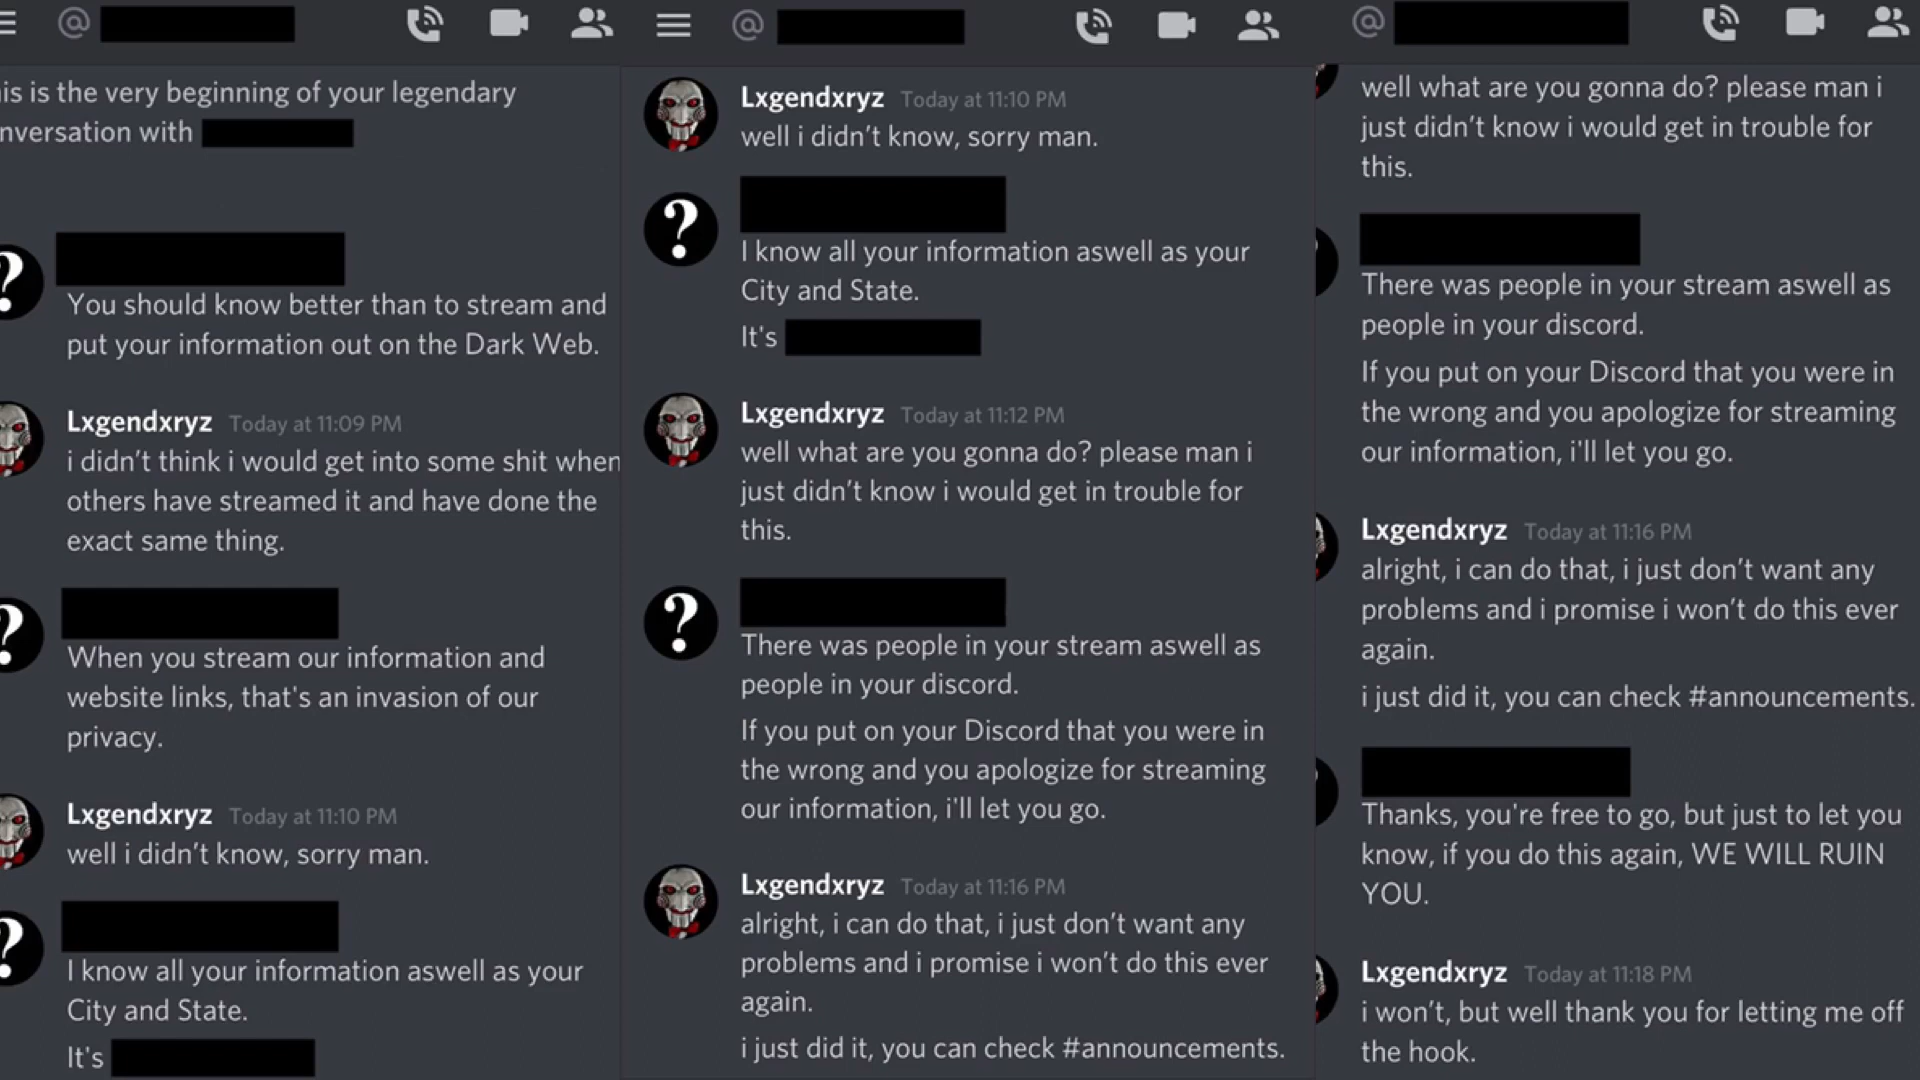 @
is is the very beginning of your legendary
nversation with
You should know better than to stream and
put your information out on the Dark Web.
Lxgendxryz Today at 11:09 PM
i didn't think i would get into some shit when
others have streamed it and have done the
exact same thing.
When you stream our information and
website links, that's an invasion of our
privacy.
Lxgendxryz Today at 11:10 PM
well i didn't know, sorry man.
I know all your information aswell as your
City and State.
It's
@
Lxgendxryz Today at 11:10 PM
well i didn't know, sorry man.
I know all your information aswell as your
City and State.
It's
Lxgendxryz Today at 11:12 PM
well what are you gonna do? please man i
just didn't know i would get in trouble for
this.
There was people in your stream aswell as
people in your discord.
If you put on your Discord that you were in
the wrong and you apologize for streaming
our information, i'll let you go.
Lxgendxryz Today at 11:16 PM
alright, i can do that, i just don't want any
problems and i promise i won't do this ever
again.
i just did it, you can check #announcements.
@
well what are you gonna do? please man i
just didn't know i would get in trouble for
this.
There was people in your stream aswell as
people in your discord.
If you put on your Discord that you were in
the wrong and you apologize for streaming
our information, i'll let you go.
Lxgendxryz Today at 11:16 PM
alright, i can do that, i just don't want any
problems and i promise i won't do this ever
again.
i just did it, you can check #announcements.
Thanks, you're free to go, but just to let you
know, if you do this again, WE WILL RUIN
YOU.
Lxgendxryz Today at 11:18 PM
i won't, but well thank you for letting me off
the hook.